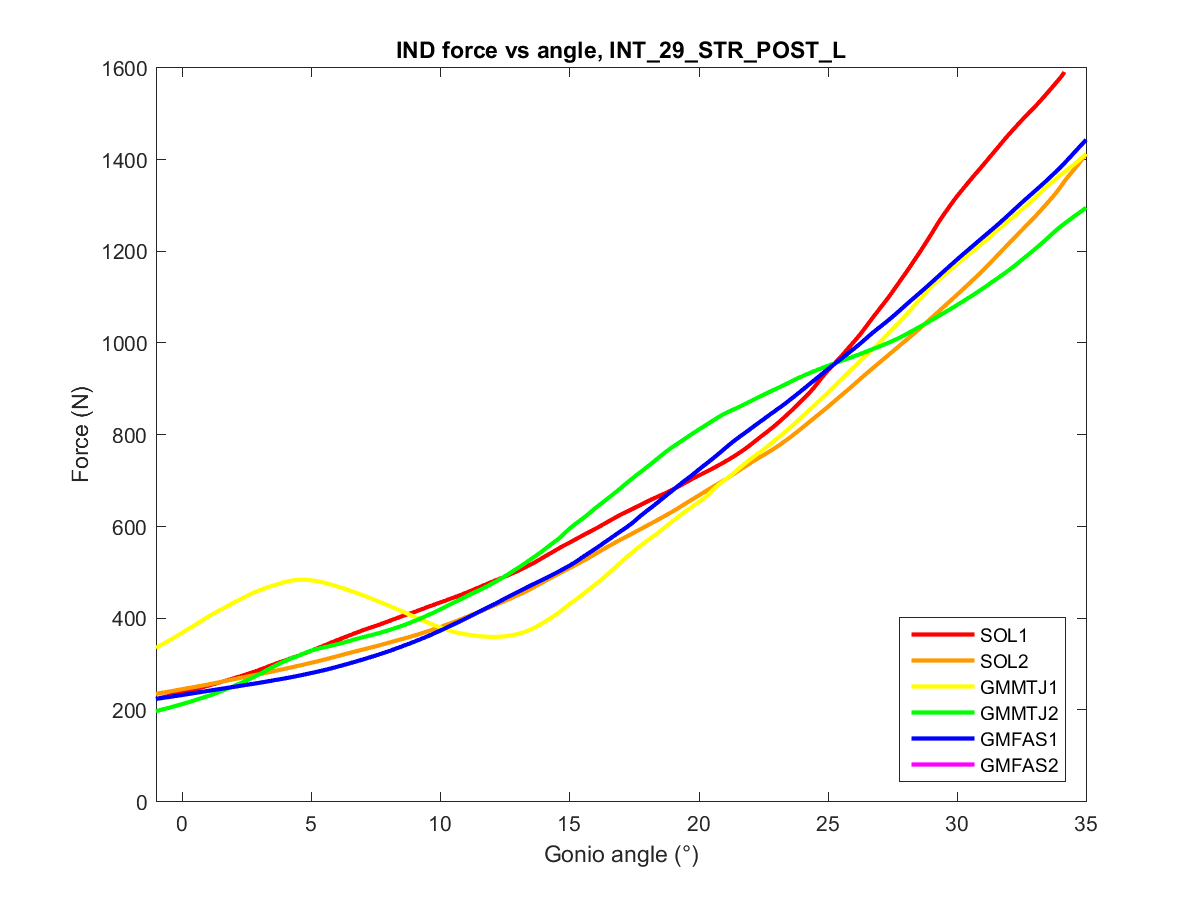 IND force vs angle, INT_29_STR_POST_L
1600
1400
1200
1000
800
600
400
200
0
Force (N)
0 5 10 15 20 25 30 35
Gonio angle (°)
SOL1
SOL2
GMMTJ1
GMMTJ2
GMFAS1
GMFAS2